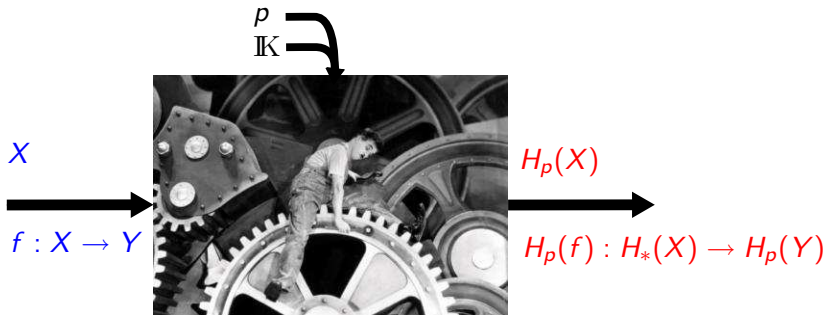 p
𝕂
X
H_p(X)
f : X → Y
H_p(f) : H_*(X) → H_p(Y)